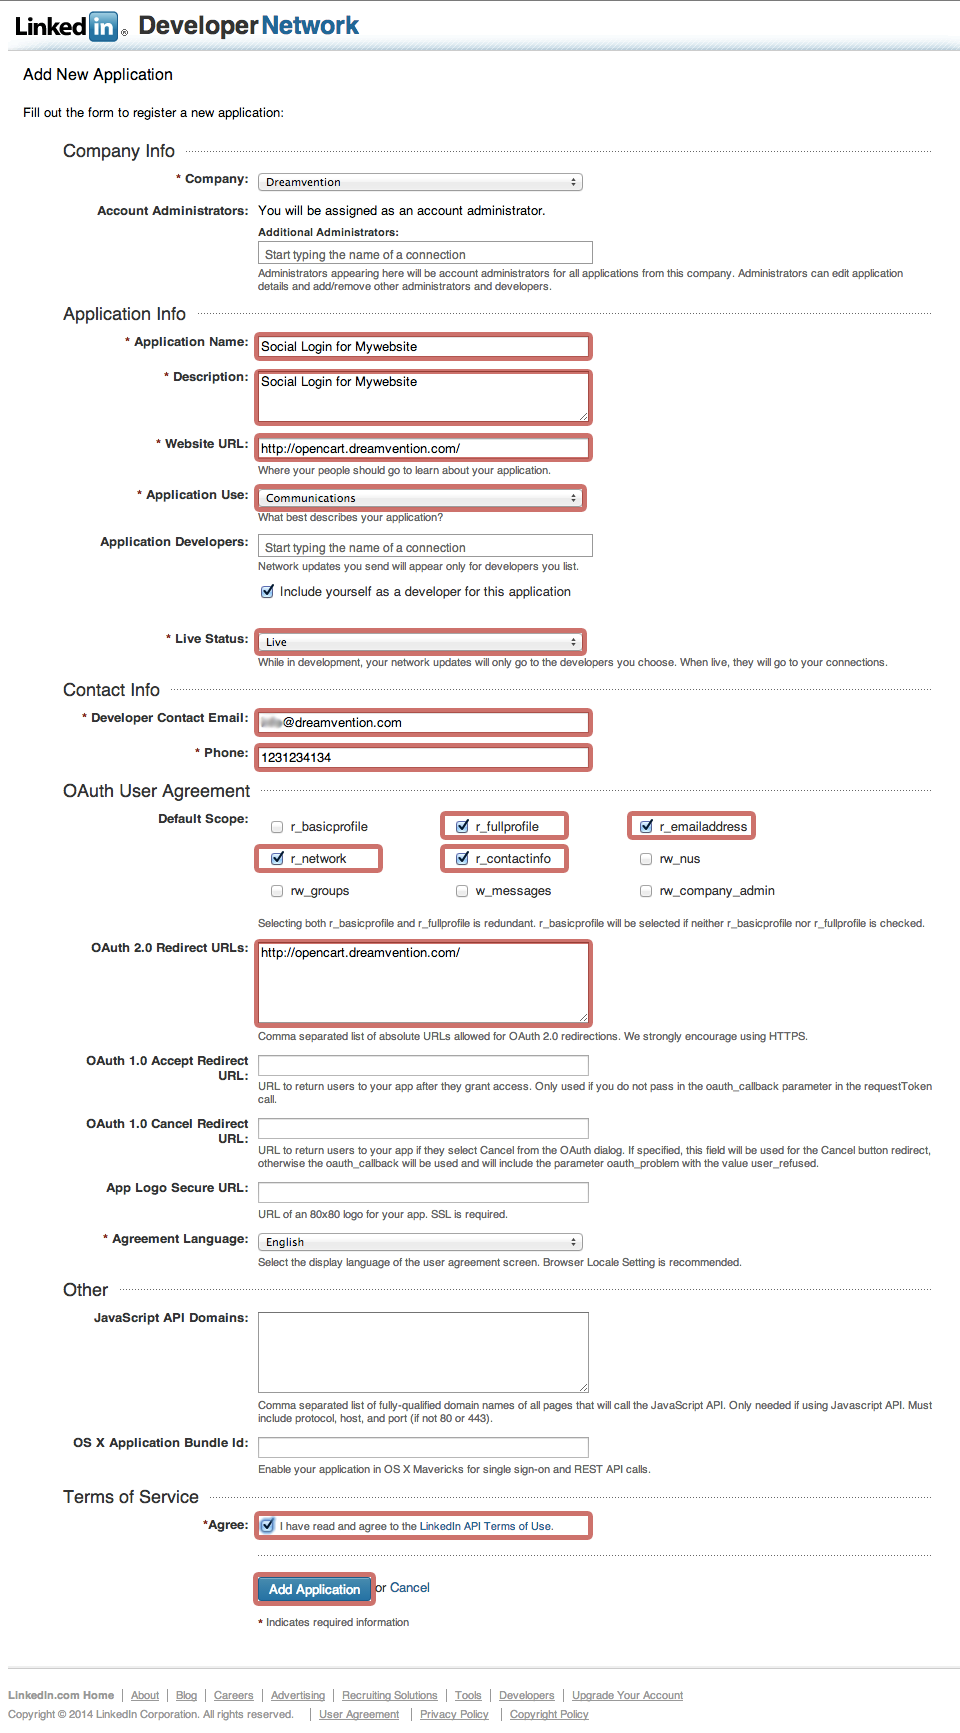 Linked in ® Developer Network
Add New Application
Fill out the form to register a new application:
Company Info
* Company: Dreamvention
Account Administrators: You will be assigned as an account administrator.
Additional Administrators:
Start typing the name of a connection
Administrators appearing here will be account administrators for all applications from this company. Administrators can edit application
details and add/remove other administrators and developers.
Application Info
* Application Name: Social Login for Mywebsite
* Description: Social Login for Mywebsite
* Website URL: http://opencart.dreamvention.com/
Where your people should go to learn about your application.
* Application Use: Communications
What best describes your application?
Application Developers: Start typing the name of a connection
Network updates you send will appear only for developers you list.
Include yourself as a developer for this application
* Live Status: Live
While in development, your network updates will only go to the developers you choose. When live, they will go to your connections.
Contact Info
* Developer Contact Email: @dreamvention.com
* Phone: 1231234134
OAuth User Agreement
Default Scope:
r_basicprofile r_fullprofile r_emailaddress
r_network r_contactinfo rw_nus
rw_groups w_messages rw_company_admin
Selecting both r_basicprofile and r_fullprofile is redundant. r_basicprofile will be selected if neither r_basicprofile nor r_fullprofile is checked.
OAuth 2.0 Redirect URLs: http://opencart.dreamvention.com/
Comma separated list of absolute URLs allowed for OAuth 2.0 redirections. We strongly encourage using HTTPS.
OAuth 1.0 Accept Redirect
URL:
URL to return users to your app after they grant access. Only used if you do not pass in the oauth_callback parameter in the requestToken
call.
OAuth 1.0 Cancel Redirect
URL:
URL to return users to your app if they select Cancel from the OAuth dialog. If specified, this field will be used for the Cancel button redirect,
otherwise the oauth_callback will be used and will include the parameter oauth_problem with the value user_refused.
App Logo Secure URL:
URL of an 80x80 logo for your app. SSL is required.
* Agreement Language: English
Select the display language of the user agreement screen. Browser Locale Setting is recommended.
Other
JavaScript API Domains:
Comma separated list of fully-qualified domain names of all pages that will call the JavaScript API. Only needed if using Javascript API. Must
include protocol, host, and port (if not 80 or 443).
OS X Application Bundle Id:
Enable your application in OS X Mavericks for single sign-on and REST API calls.
Terms of Service
*Agree: I have read and agree to the LinkedIn API Terms of Use.
Add Application or Cancel
* Indicates required information
LinkedIn.com Home | About | Blog | Careers | Advertising | Recruiting Solutions | Tools | Developers | Upgrade Your Account
Copyright © 2014 LinkedIn Corporation. All rights reserved. | User Agreement | Privacy Policy | Copyright Policy